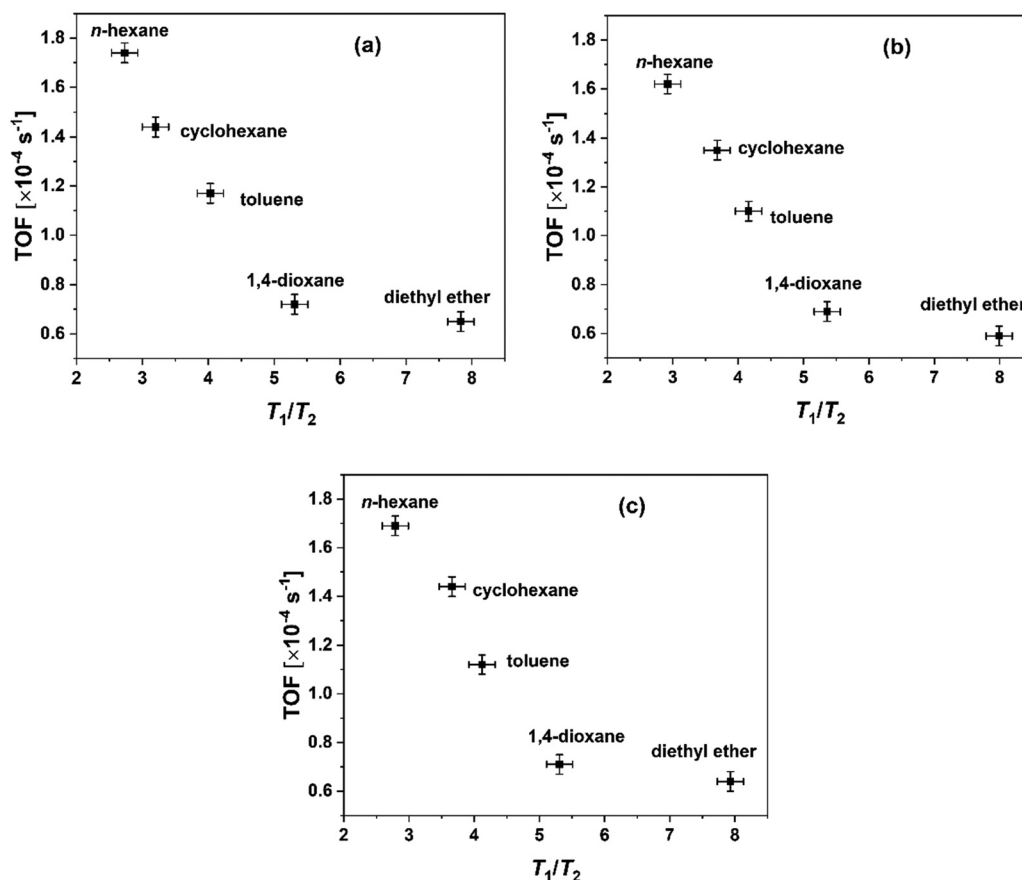 (a)
n-hexane
cyclohexane
toluene
1,4-dioxane
diethyl ether
1.8
1.6
1.4
1.2
1.0
0.8
0.6
TOF [×10⁻⁴ s⁻¹]
2 3 4 5 6 7 8
T₁/T₂
(b)
n-hexane
cyclohexane
toluene
1,4-dioxane
diethyl ether
1.8
1.6
1.4
1.2
1.0
0.8
0.6
TOF [×10⁻⁴ s⁻¹]
2 3 4 5 6 7 8
T₁/T₂
(c)
n-hexane
cyclohexane
toluene
1,4-dioxane
diethyl ether
1.8
1.6
1.4
1.2
1.0
0.8
0.6
TOF [×10⁻⁴ s⁻¹]
2 3 4 5 6 7 8
T₁/T₂